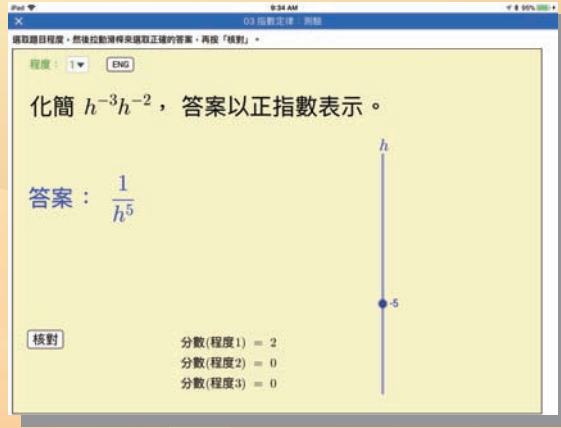 iPad
9:34 AM
95%
03 指數定律：測驗
選取題目程度，然後拉動滑桿來選取正確的答案，再按「核對」。
程度： 1▼ ENG
化簡 h⁻³h⁻²， 答案以正指數表示。
h
答案： 1/h⁵
-5
核對
分數(程度1) = 2
分數(程度2) = 0
分數(程度3) = 0